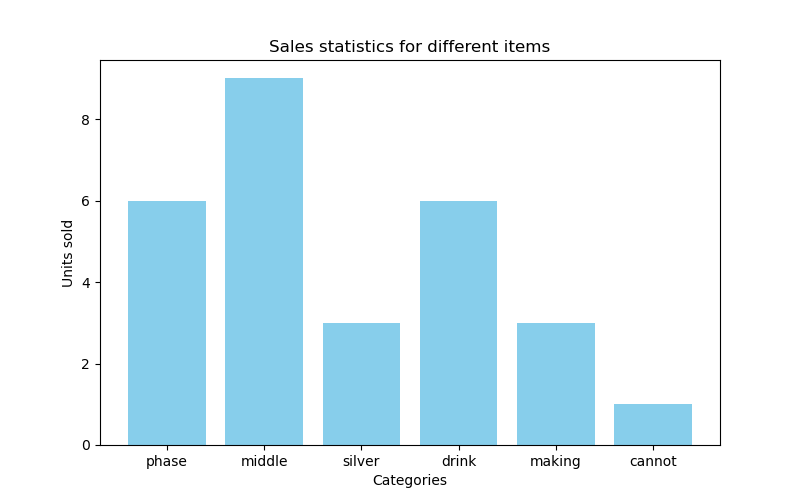 Sales statistics for different items
Units sold
8
6
4
2
0
phase middle silver drink making cannot
Categories